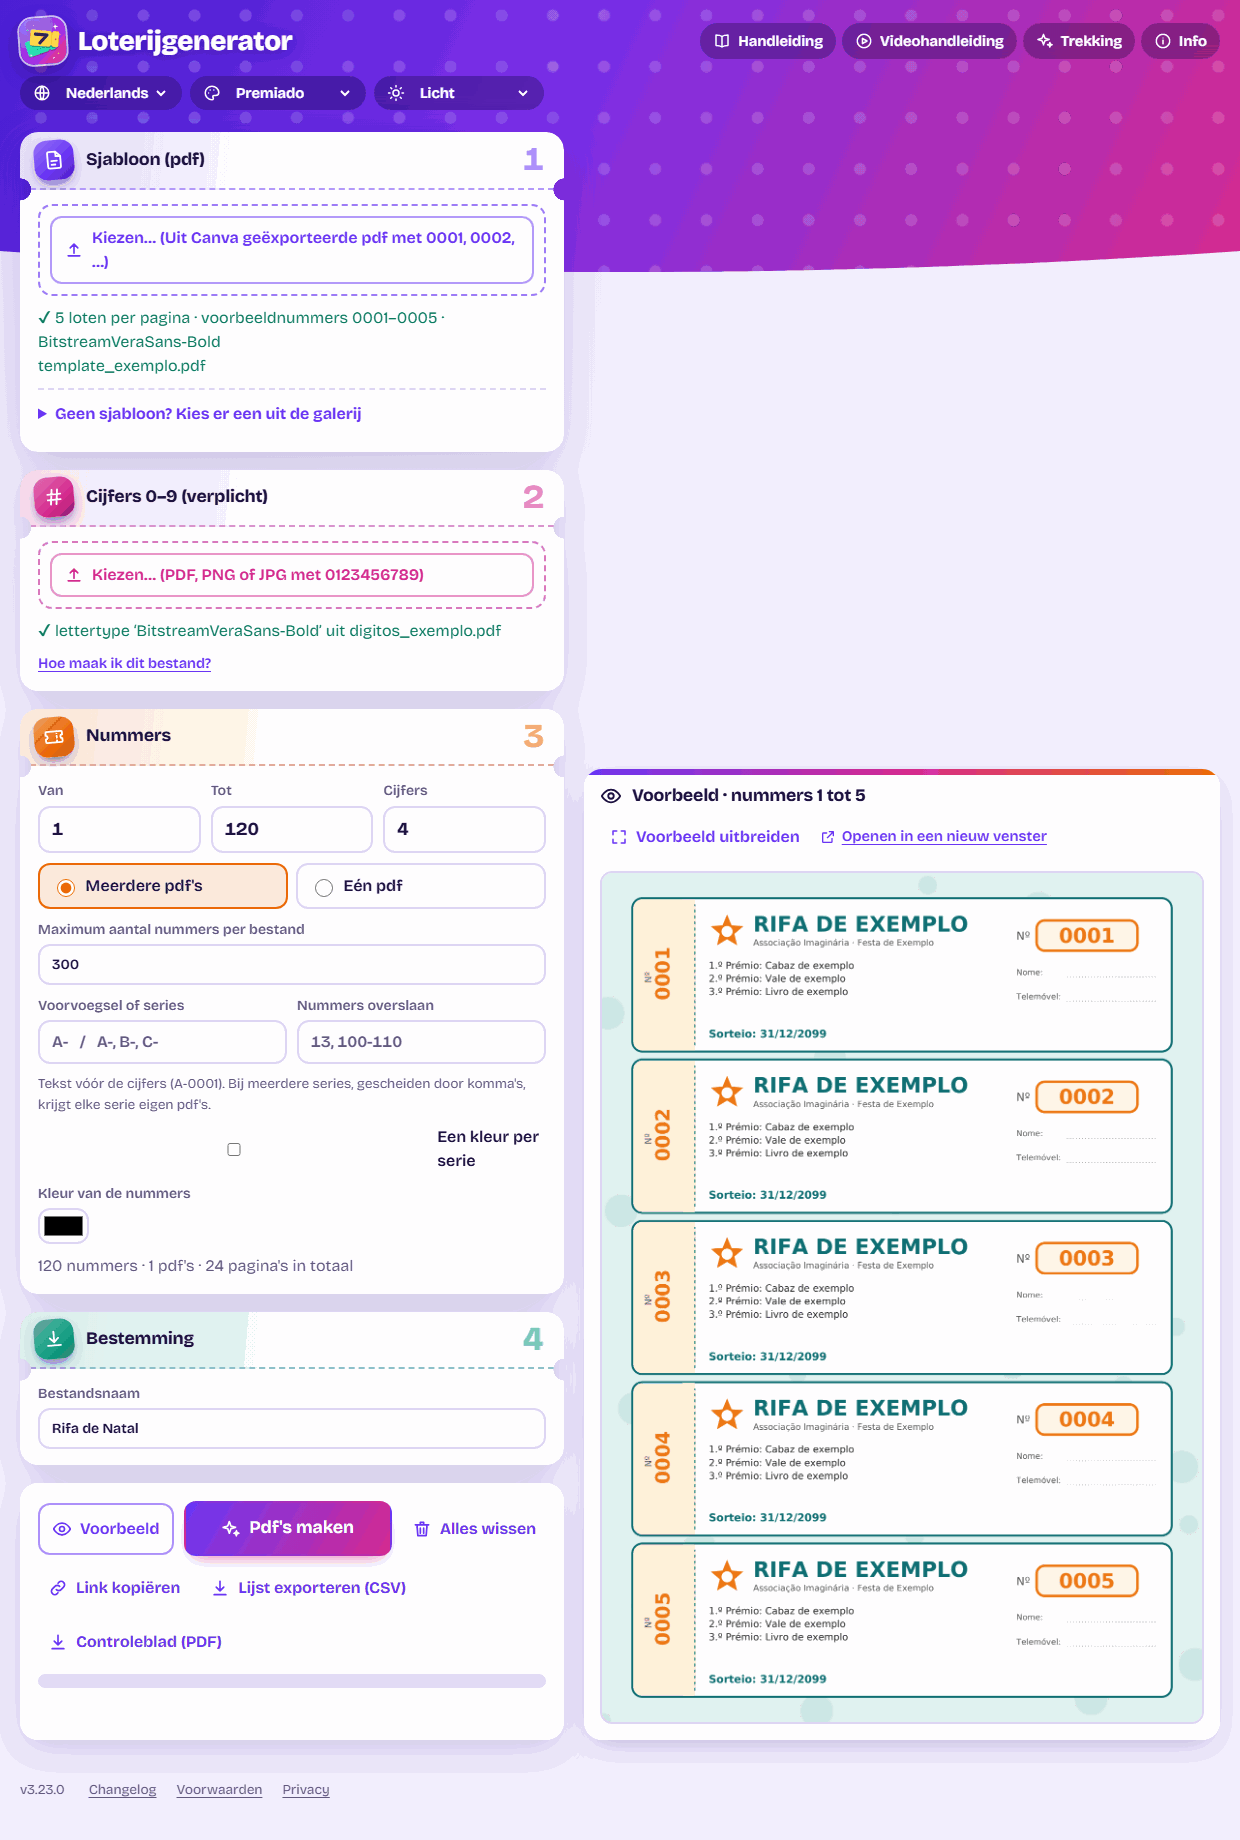 Loterijgenerator
Handleiding
Videohandleiding
Trekking
Info
Nederlands
Premiado
Licht
Sjabloon (pdf)
1
Kiezen... (Uit Canva geëxporteerde pdf met 0001, 0002,
...)
✓ 5 loten per pagina · voorbeeldnummers 0001–0005 ·
BitstreamVeraSans-Bold
template_exemplo.pdf
Geen sjabloon? Kies er een uit de galerij
Cijfers 0–9 (verplicht)
2
Kiezen... (PDF, PNG of JPG met 0123456789)
✓ lettertype ‘BitstreamVeraSans-Bold’ uit digitos_exemplo.pdf
Hoe maak ik dit bestand?
Nummers
3
Van
Tot
Cijfers
1
120
4
Meerdere pdf's
Eén pdf
Maximum aantal nummers per bestand
300
Voorvoegsel of series
Nummers overslaan
A- / A-, B-, C-
13, 100-110
Tekst vóór de cijfers (A-0001). Bij meerdere series, gescheiden door komma's,
krijgt elke serie eigen pdf's.
Een kleur per
serie
Kleur van de nummers
120 nummers · 1 pdf's · 24 pagina's in totaal
Bestemming
4
Bestandsnaam
Rifa de Natal
Voorbeeld
Pdf's maken
Alles wissen
Link kopiëren
Lijst exporteren (CSV)
Controleblad (PDF)
Voorbeeld · nummers 1 tot 5
Voorbeeld uitbreiden
Openen in een nieuw venster
Nº 0001
RIFA DE EXEMPLO
Associação Imaginária · Festa de Exemplo
1.º Prémio: Cabaz de exemplo
2.º Prémio: Vale de exemplo
3.º Prémio: Livro de exemplo
Sorteio: 31/12/2099
Nº 0001
Nome:
Telemóvel:
Nº 0002
RIFA DE EXEMPLO
Associação Imaginária · Festa de Exemplo
1.º Prémio: Cabaz de exemplo
2.º Prémio: Vale de exemplo
3.º Prémio: Livro de exemplo
Sorteio: 31/12/2099
Nº 0002
Nome:
Telemóvel:
Nº 0003
RIFA DE EXEMPLO
Associação Imaginária · Festa de Exemplo
1.º Prémio: Cabaz de exemplo
2.º Prémio: Vale de exemplo
3.º Prémio: Livro de exemplo
Sorteio: 31/12/2099
Nº 0003
Nome:
Telemóvel:
Nº 0004
RIFA DE EXEMPLO
Associação Imaginária · Festa de Exemplo
1.º Prémio: Cabaz de exemplo
2.º Prémio: Vale de exemplo
3.º Prémio: Livro de exemplo
Sorteio: 31/12/2099
Nº 0004
Nome:
Telemóvel:
Nº 0005
RIFA DE EXEMPLO
Associação Imaginária · Festa de Exemplo
1.º Prémio: Cabaz de exemplo
2.º Prémio: Vale de exemplo
3.º Prémio: Livro de exemplo
Sorteio: 31/12/2099
Nº 0005
Nome:
Telemóvel:
v3.23.0
Changelog
Voorwaarden
Privacy